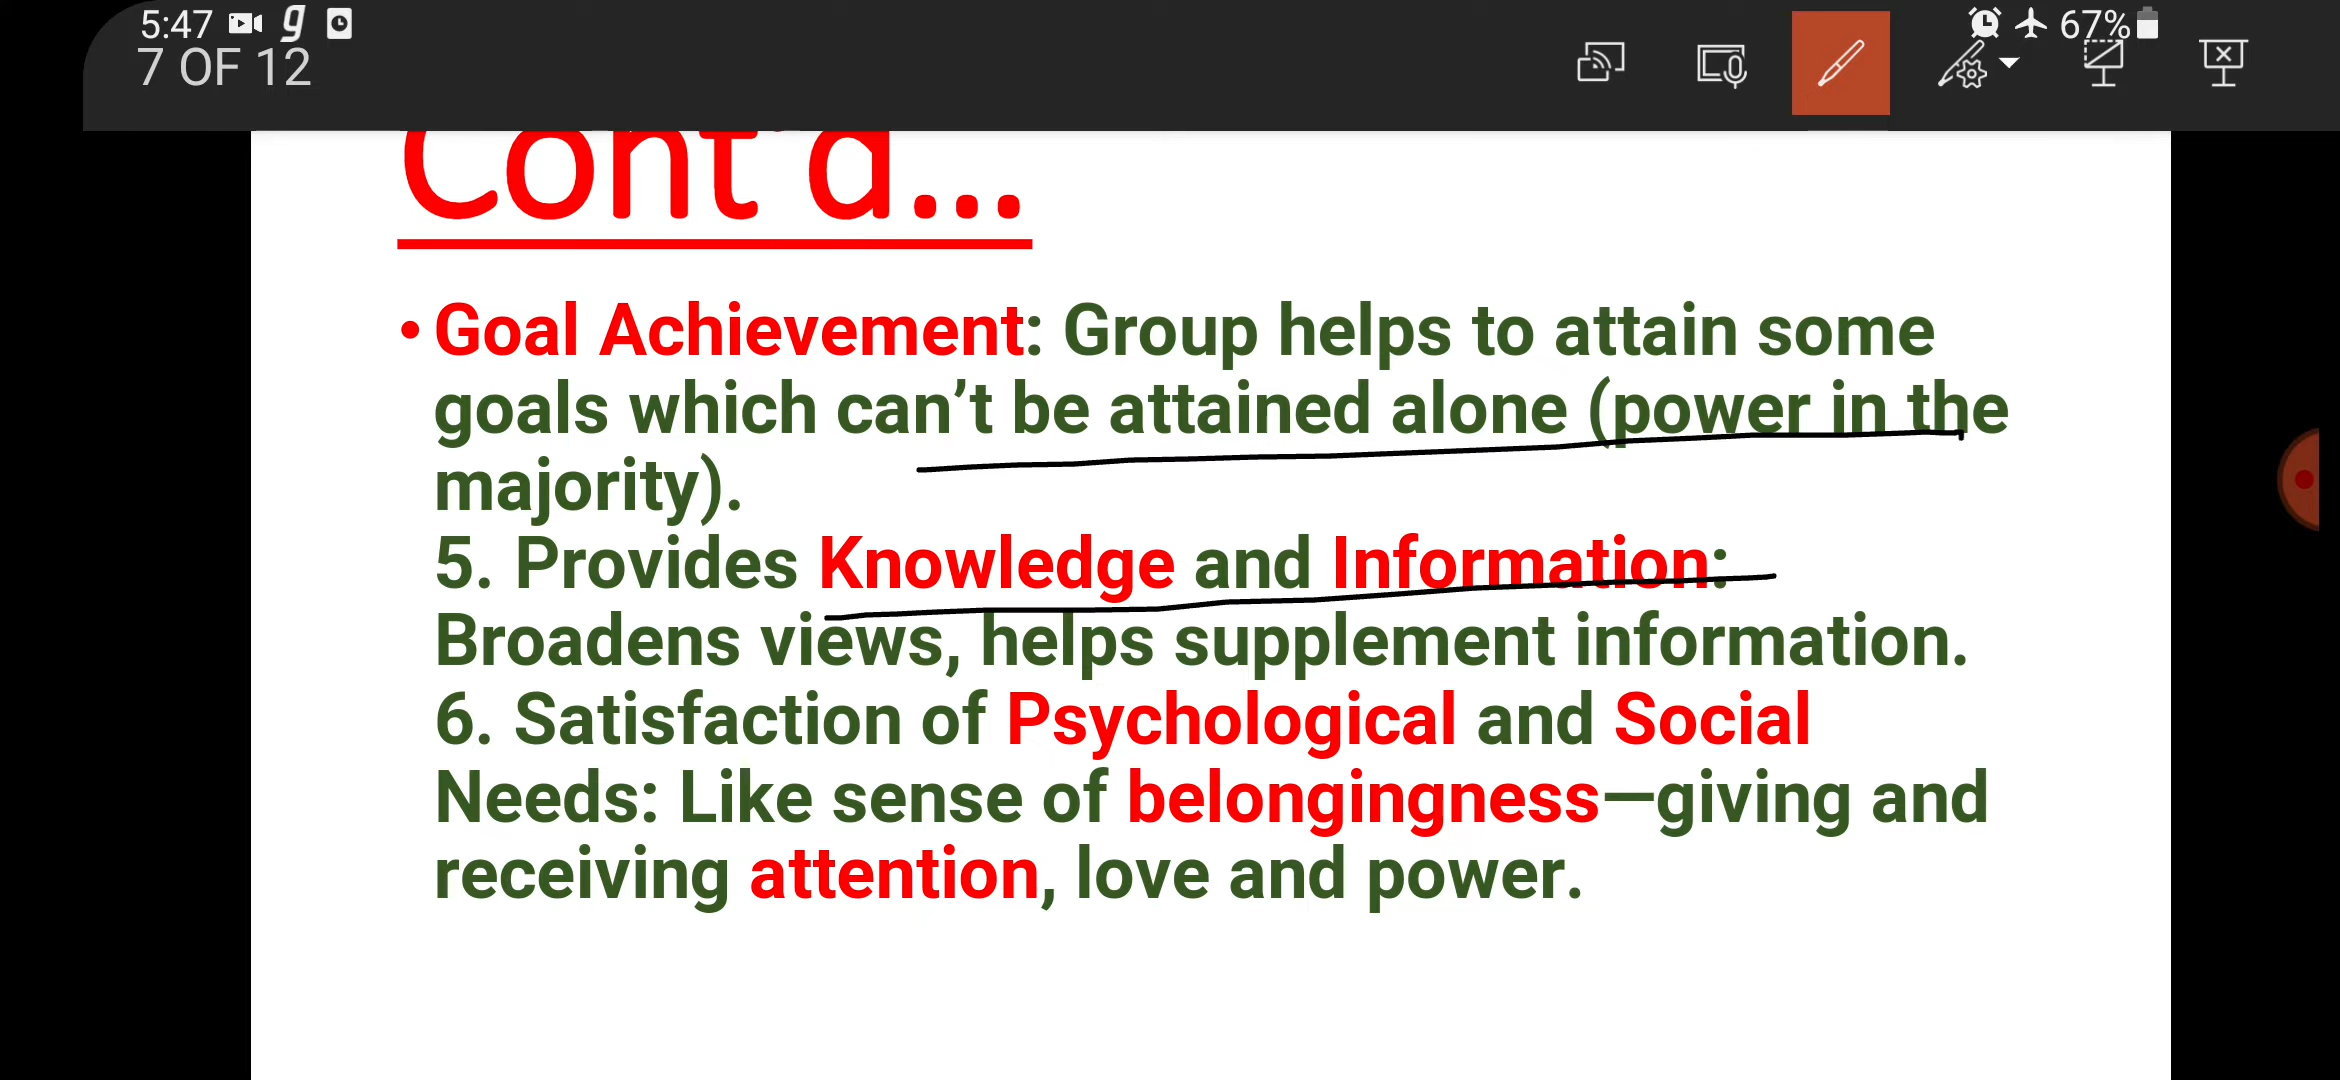 5:47 g 67%
7 OF 12
Cont'd...
• Goal Achievement: Group helps to attain some
goals which can’t be attained alone (power in the
majority).
5. Provides Knowledge and Information:
Broadens views, helps supplement information.
6. Satisfaction of Psychological and Social
Needs: Like sense of belongingness—giving and
receiving attention, love and power.